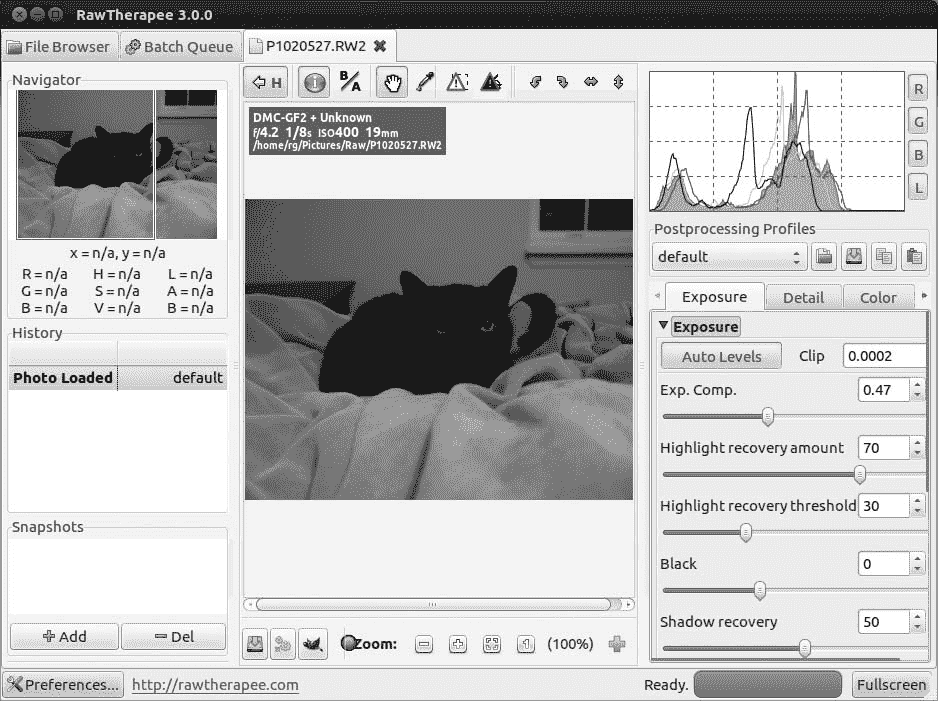 RawTherapee 3.0.0
File Browser
Batch Queue
P1020527.RW2
Navigator
H
i
B/A
DMC-GF2 + Unknown
f/4.2 1/8s ISO400 19mm
/home/rg/Pictures/Raw/P1020527.RW2
x = n/a, y = n/a
R = n/a H = n/a L = n/a
G = n/a S = n/a A = n/a
B = n/a V = n/a B = n/a
History
Photo Loaded default
Snapshots
Add
Del
Zoom:
1
(100%)
R
G
B
L
Postprocessing Profiles
default
Exposure
Detail
Color
Exposure
Auto Levels
Clip
0.0002
Exp. Comp.
0.47
Highlight recovery amount
70
Highlight recovery threshold
30
Black
0
Shadow recovery
50
Preferences...
http://rawtherapee.com
Ready.
Fullscreen